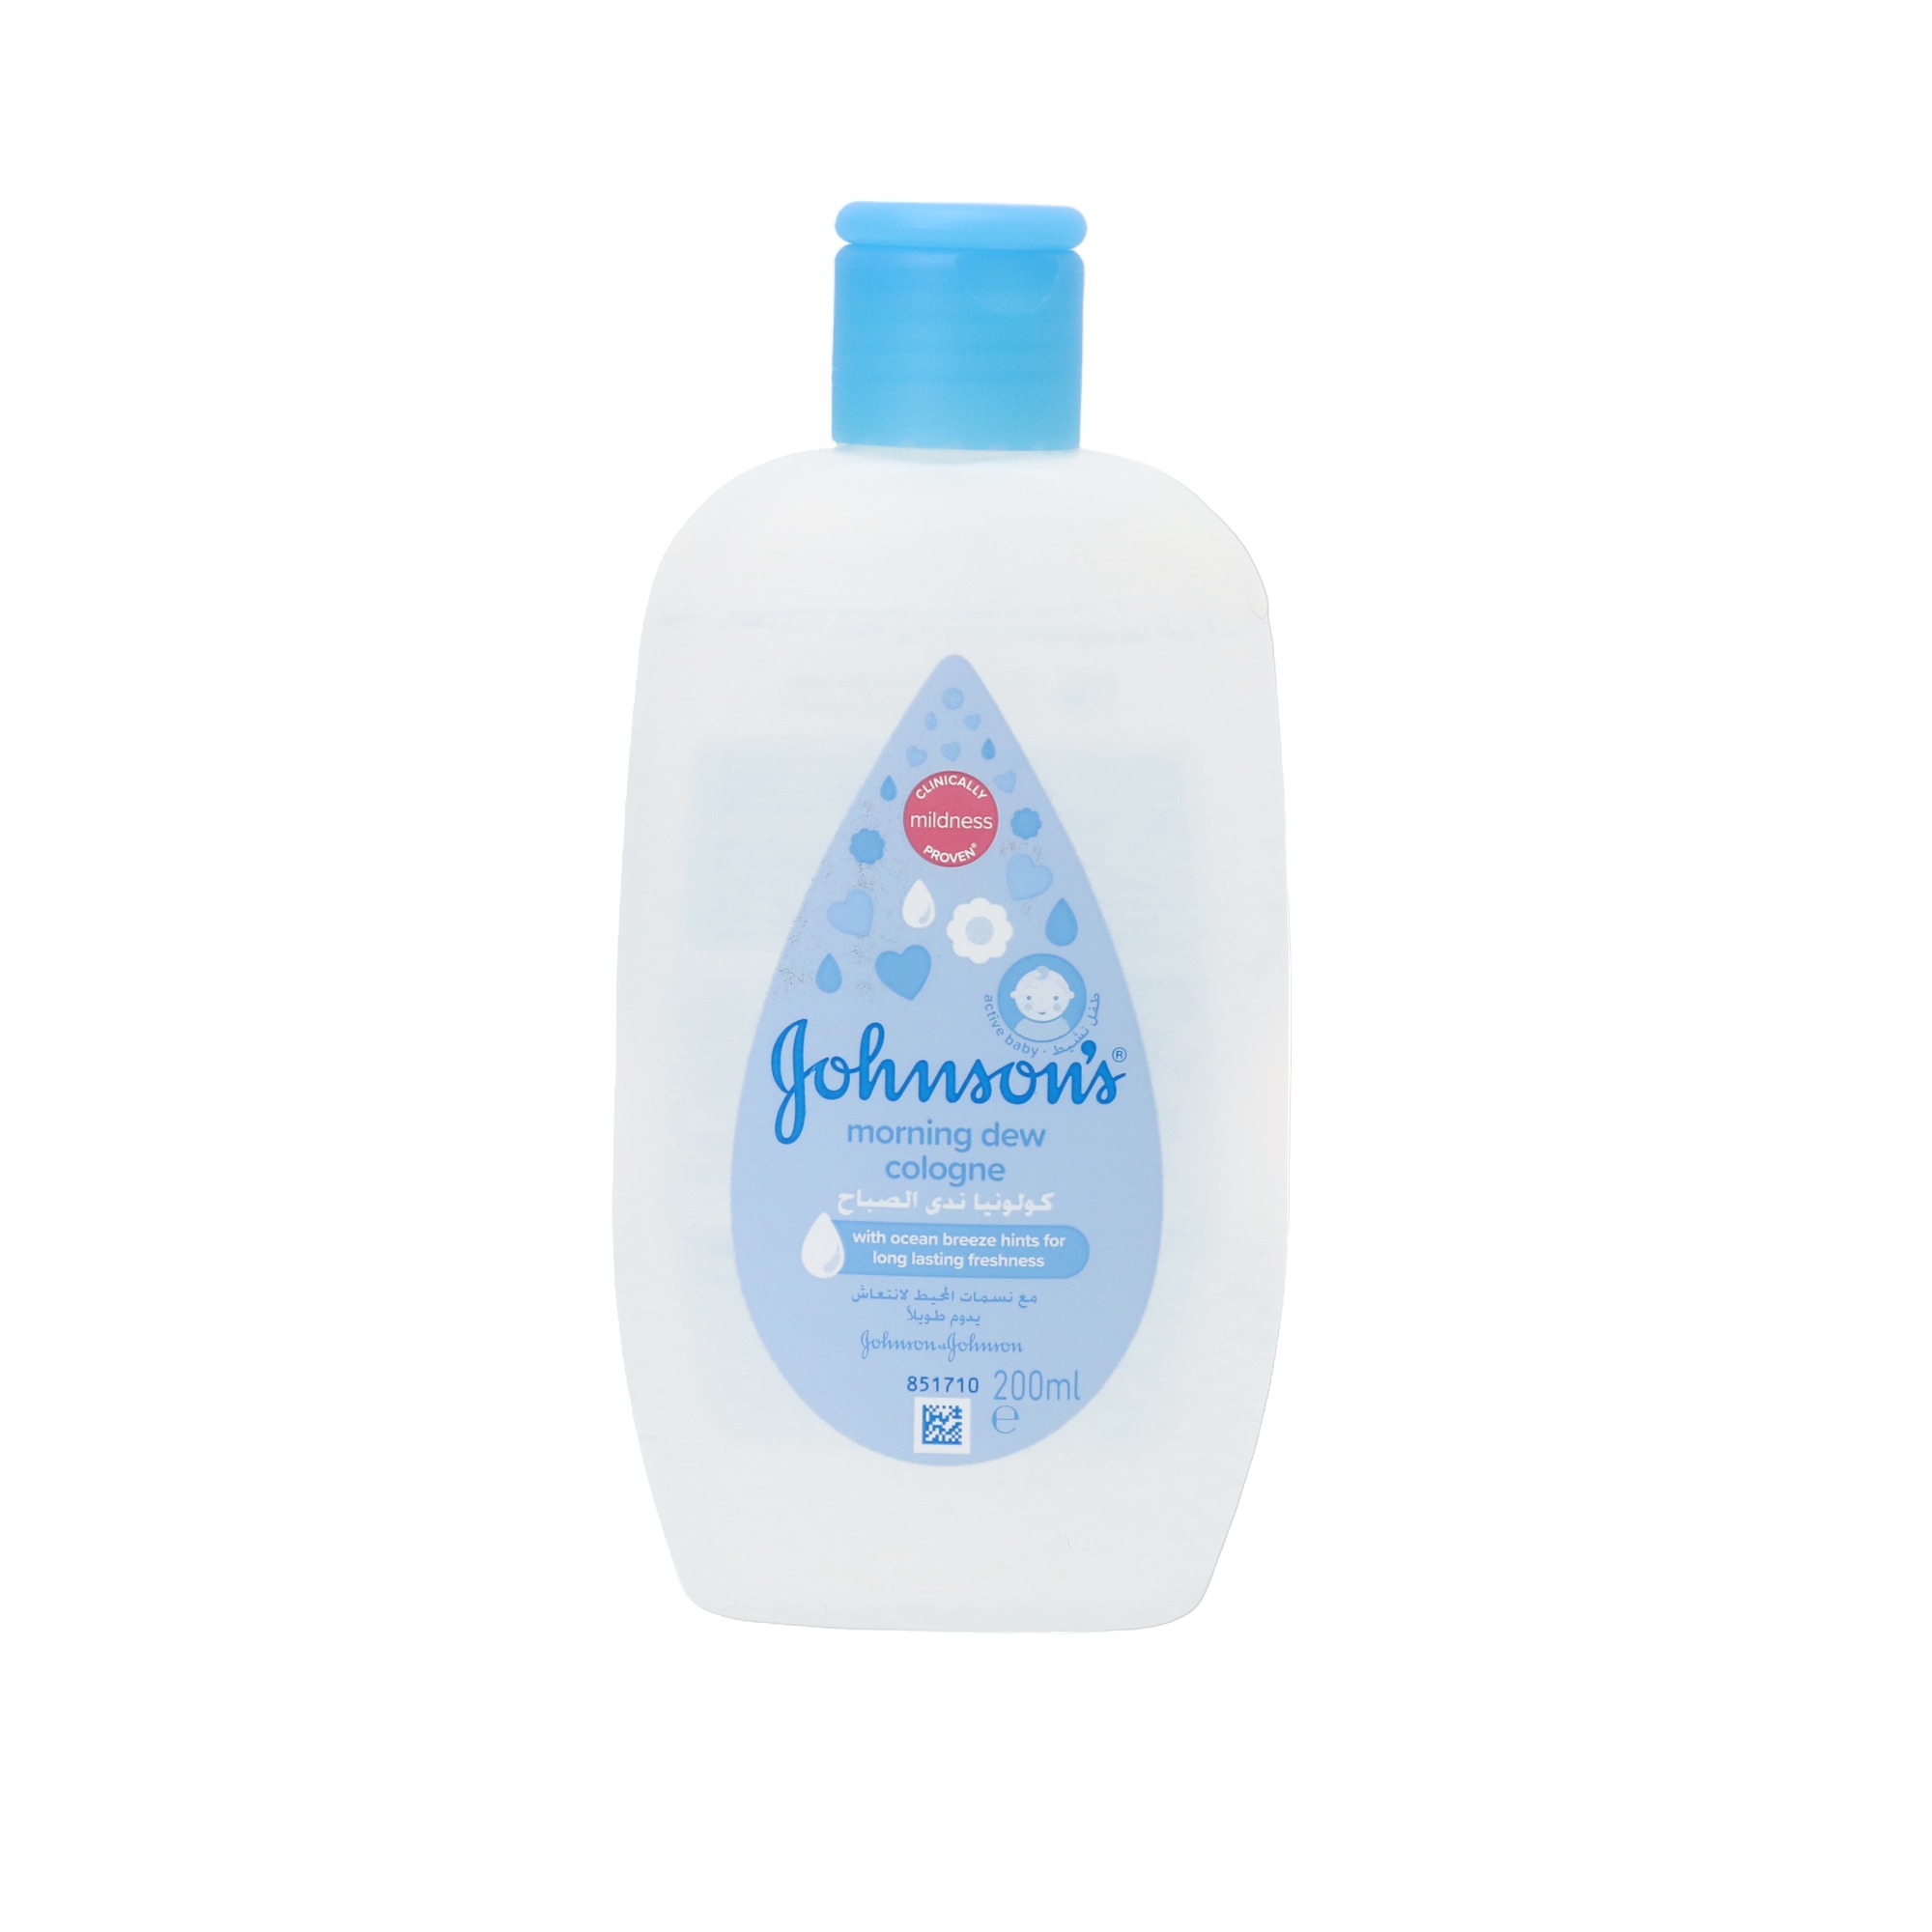 CLINICALLY
mildness
PROVEN®
active baby • طفل نشيط
Johnson's®
morning dew
cologne
كولونيا ندى الصباح
with ocean breeze hints for
long lasting freshness
مع نسمات المحيط لانتعاش
يدوم طويلاً
Johnson & Johnson
851710 200ml
℮